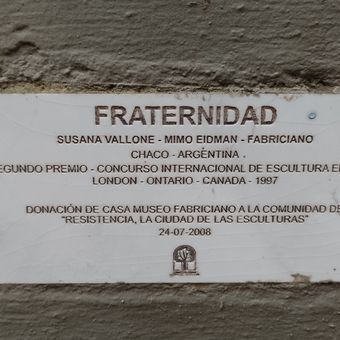 FRATERNIDAD
SUSANA VALLONE - MIMO EIDMAN - FABRICIANO
CHACO - ARGENTINA
SEGUNDO PREMIO - CONCURSO INTERNACIONAL DE ESCULTURA E
LONDON - ONTARIO - CANADA - 1997
DONACIÓN DE CASA MUSEO FABRICIANO A LA COMUNIDAD DE
"RESISTENCIA, LA CIUDAD DE LAS ESCULTURAS"
24-07-2008